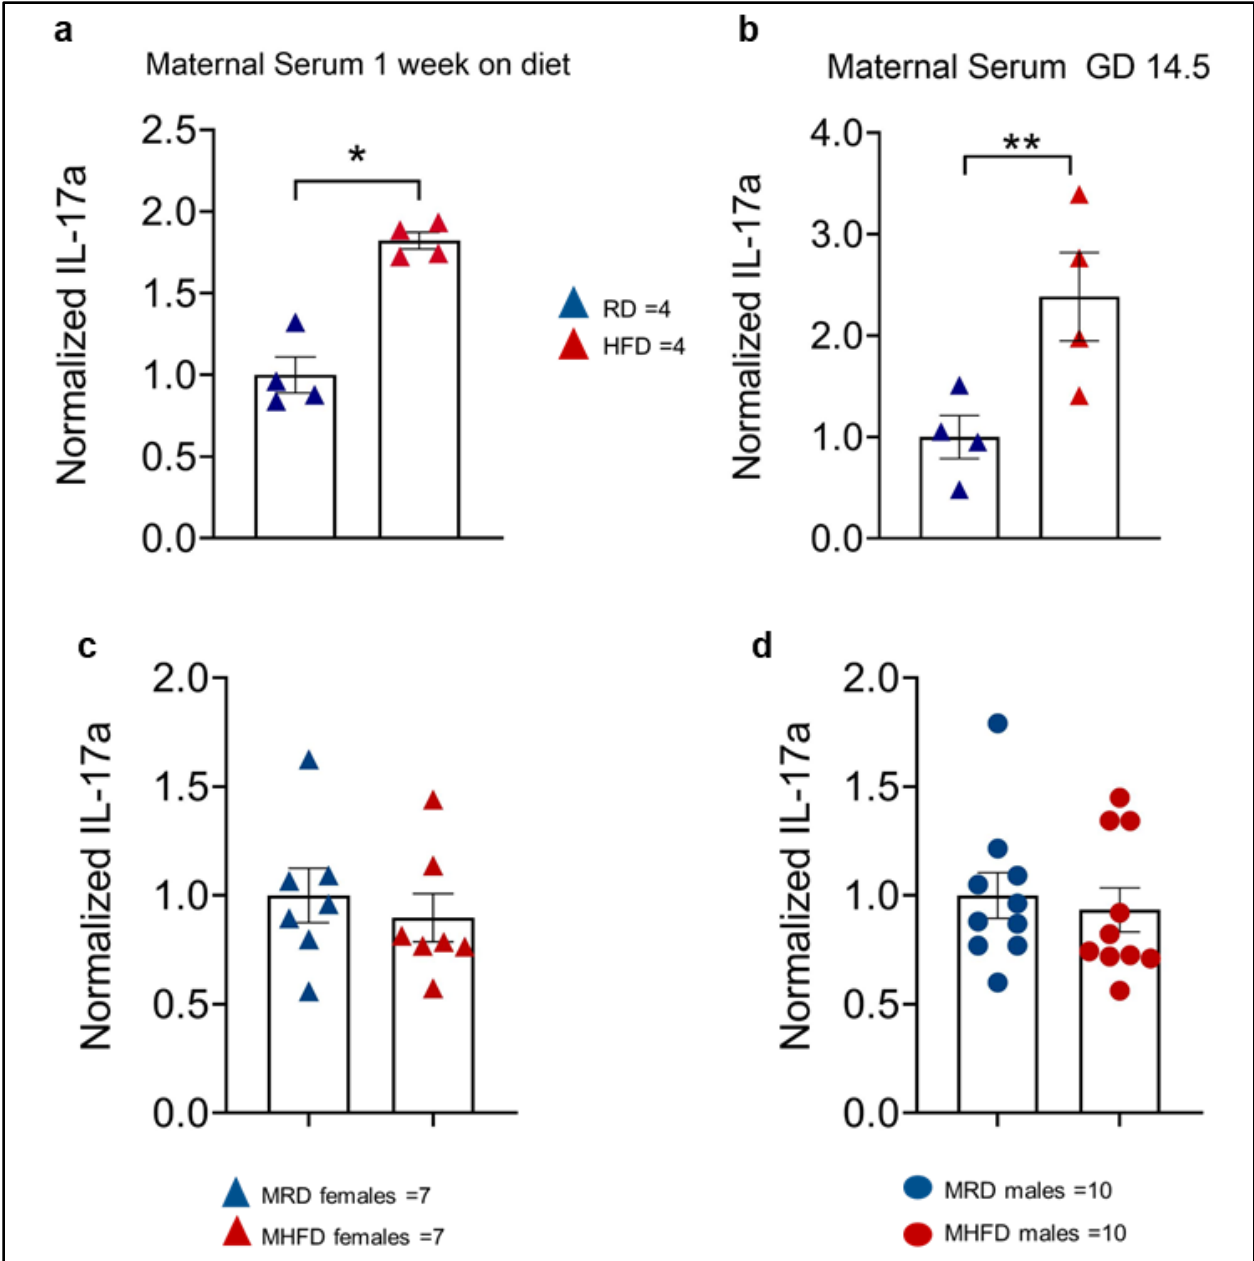 a
Maternal Serum 1 week on diet
Normalized IL-17a
2.5
2.0
1.5
1.0
0.5
0.0
*
RD =4
HFD =4
b
Maternal Serum GD 14.5
Normalized IL-17a
4.0
3.0
2.0
1.0
0.0
**
c
Normalized IL-17a
2.0
1.5
1.0
0.5
0.0
MRD females =7
MHFD females =7
d
Normalized IL-17a
2.0
1.5
1.0
0.5
0.0
MRD males =10
MHFD males =10